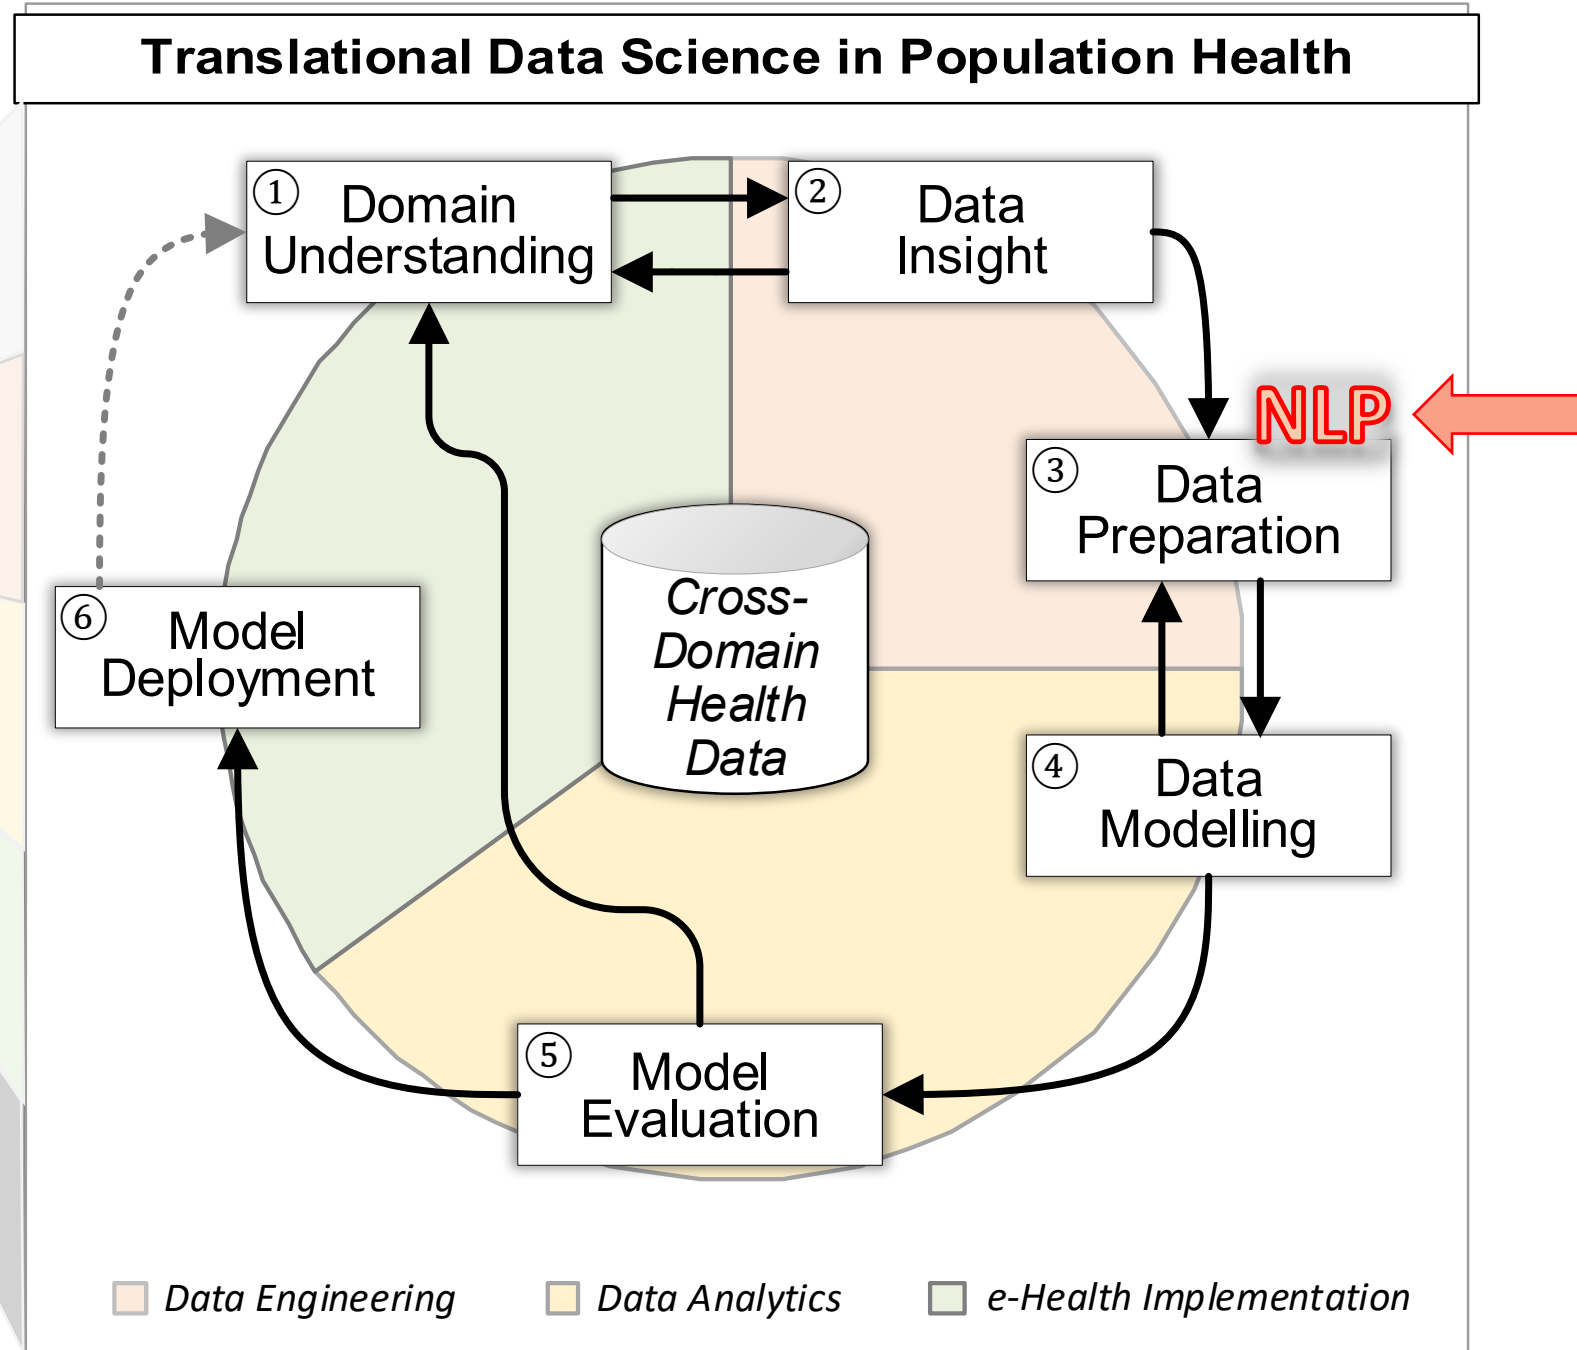 Translational Data Science in Population Health
①
Domain
Understanding
②
Data
Insight
NLP
③
Data
Preparation
Cross-
Domain
Health
Data
⑥
Model
Deployment
④
Data
Modelling
⑤
Model
Evaluation
Data Engineering
Data Analytics
e-Health Implementation